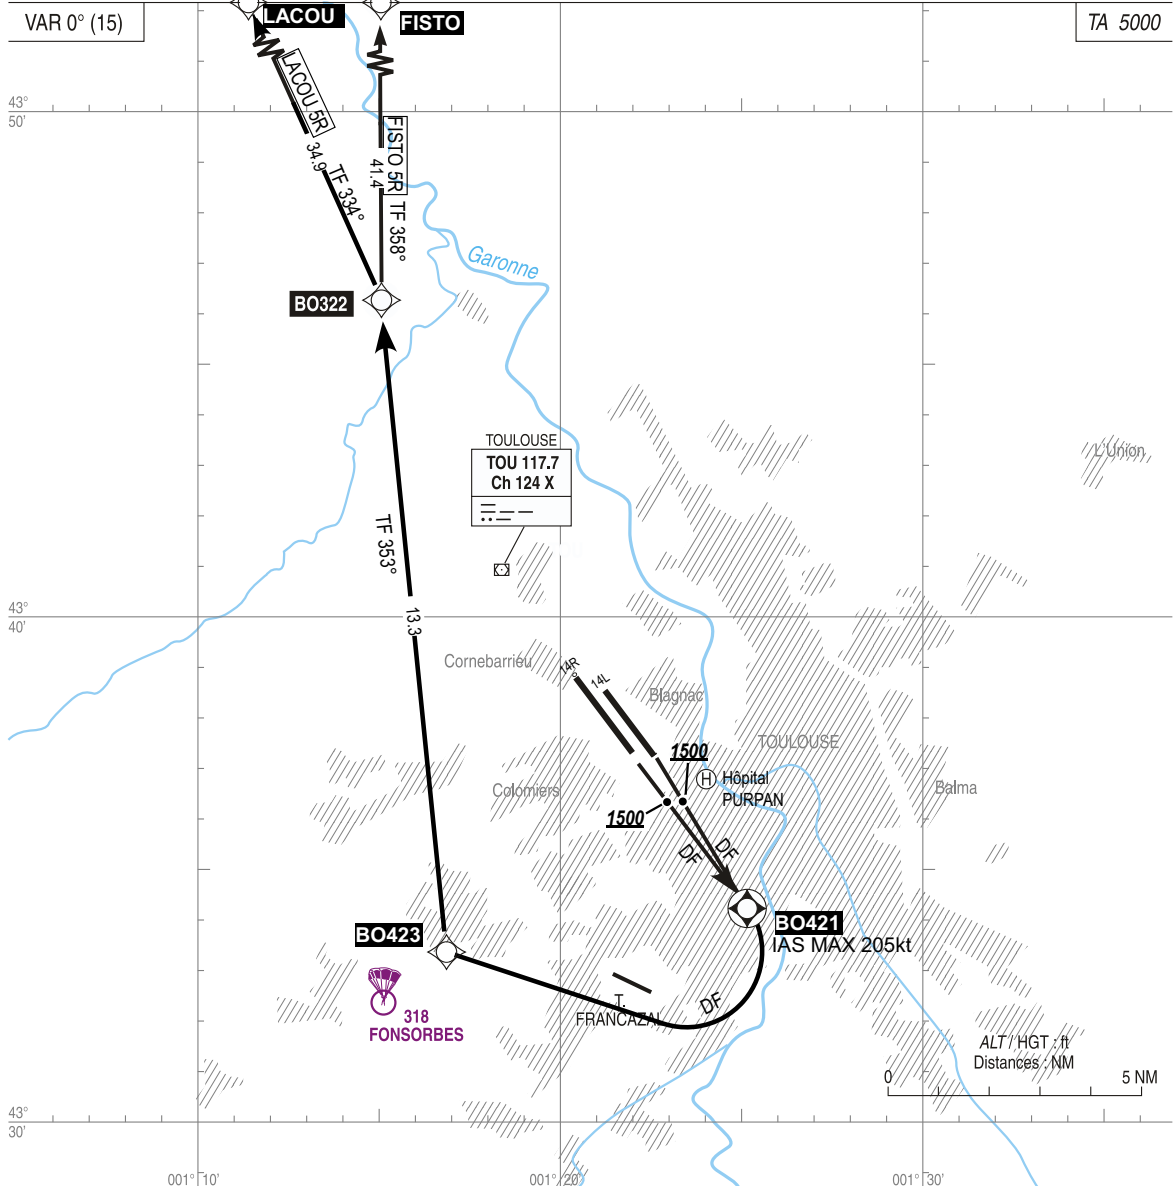 VAR 0° (15)
LACOU
FISTO
TA 5000
LACOU 5R
34.9
TF 334°
FISTO 5R
41.4
TF 358°
43°
50'
Garonne
BO322
TOULOUSE
TOU 117.7
Ch 124 X
L'Union
TF 353°
13.3
43°
40'
Cornebarrieu
14R
14L
Blagnac
TOULOUSE
1500
H
Hôpital
PURPAN
Colomiers
Balma
1500
DF
DF
BO423
BO421
IAS MAX 205kt
318
FONSORBES
T.
FRANCAZAL
DF
ALT / HGT : ft
Distances : NM
0
5 NM
43°
30'
001° 10'
001° 20'
001° 30'